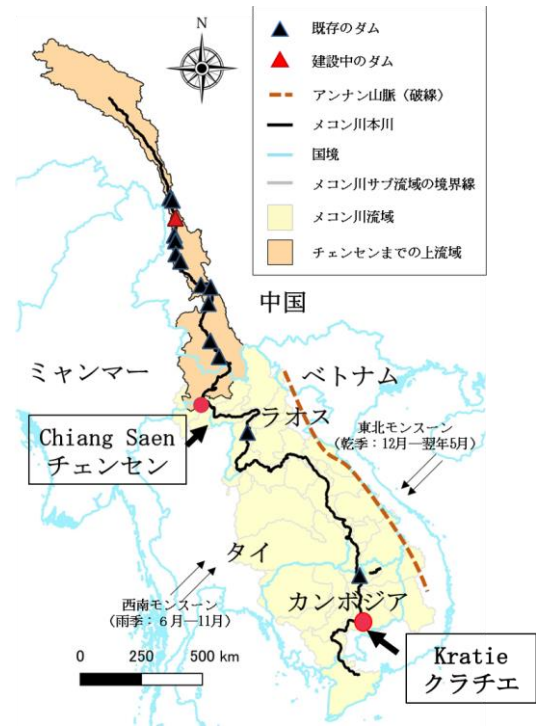 N
既存のダム
建設中のダム
アンナン山脈（破線）
メコン川本川
国境
メコン川サブ流域の境界線
メコン川流域
チェンセンまでの上流域
中国
ミャンマー
ベトナム
ラオス
東北モンスーン
（乾季：12月―翌年5月）
Chiang Saen
チェンセン
タイ
西南モンスーン
（雨季：６月―11月）
カンボジア
0 250 500 km
Kratie
クラチエ